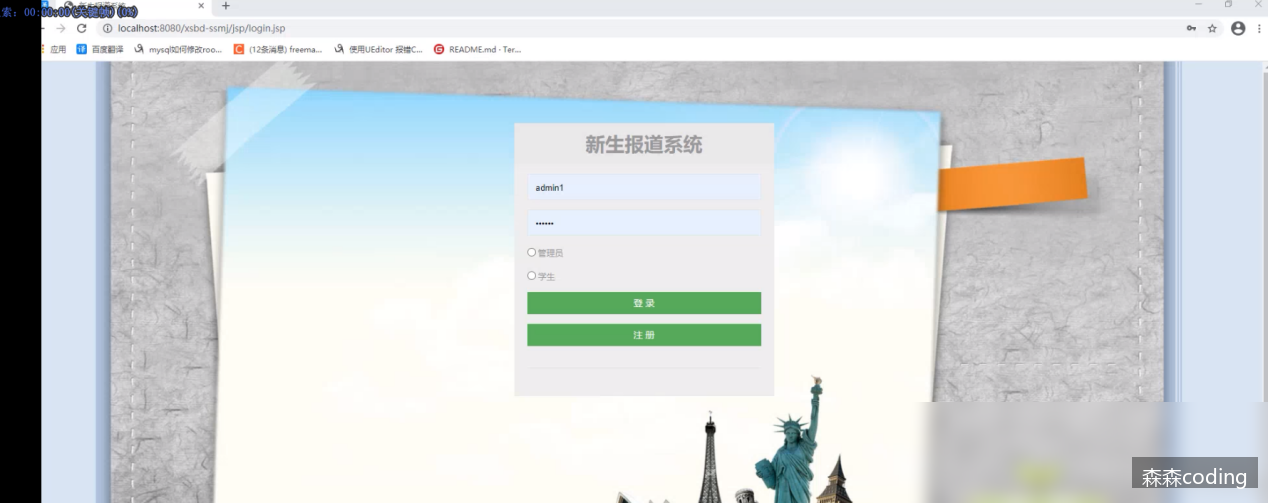 索：00:00:00(关键帧)(0%)
localhost:8080/xsbd-ssmj/jsp/login.jsp
应用 百度翻译 mysql如何修改roo... (12条消息) freema... 使用UEditor 报错C... README.md · Ter...
新生报道系统
admin1
管理员
学生
登 录
注 册
森森coding